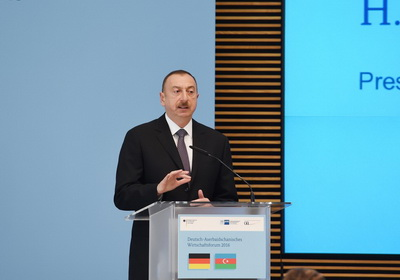 H.
Pres
Deutsch-Aserbaidschanisches
Wirtschaftsforum 2016